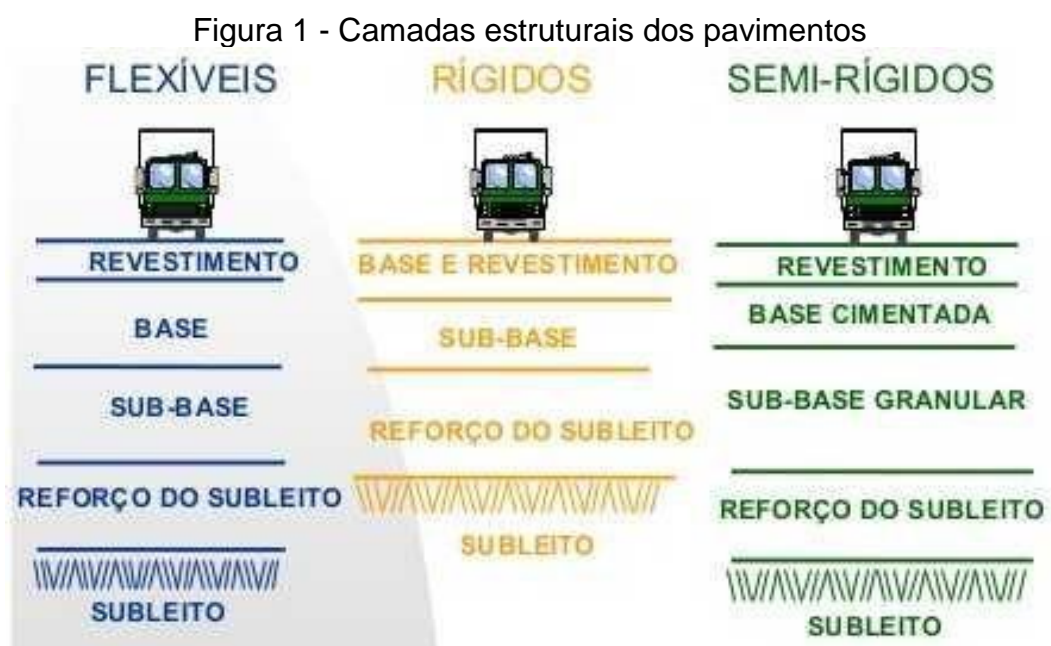 Figura 1 - Camadas estruturais dos pavimentos
FLEXÍVEIS
REVESTIMENTO
BASE
SUB-BASE
REFORÇO DO SUBLEITO
SUBLEITO
RÍGIDOS
BASE E REVESTIMENTO
SUB-BASE
REFORÇO DO SUBLEITO
SUBLEITO
SEMI-RÍGIDOS
REVESTIMENTO
BASE CIMENTADA
SUB-BASE GRANULAR
REFORÇO DO SUBLEITO
SUBLEITO